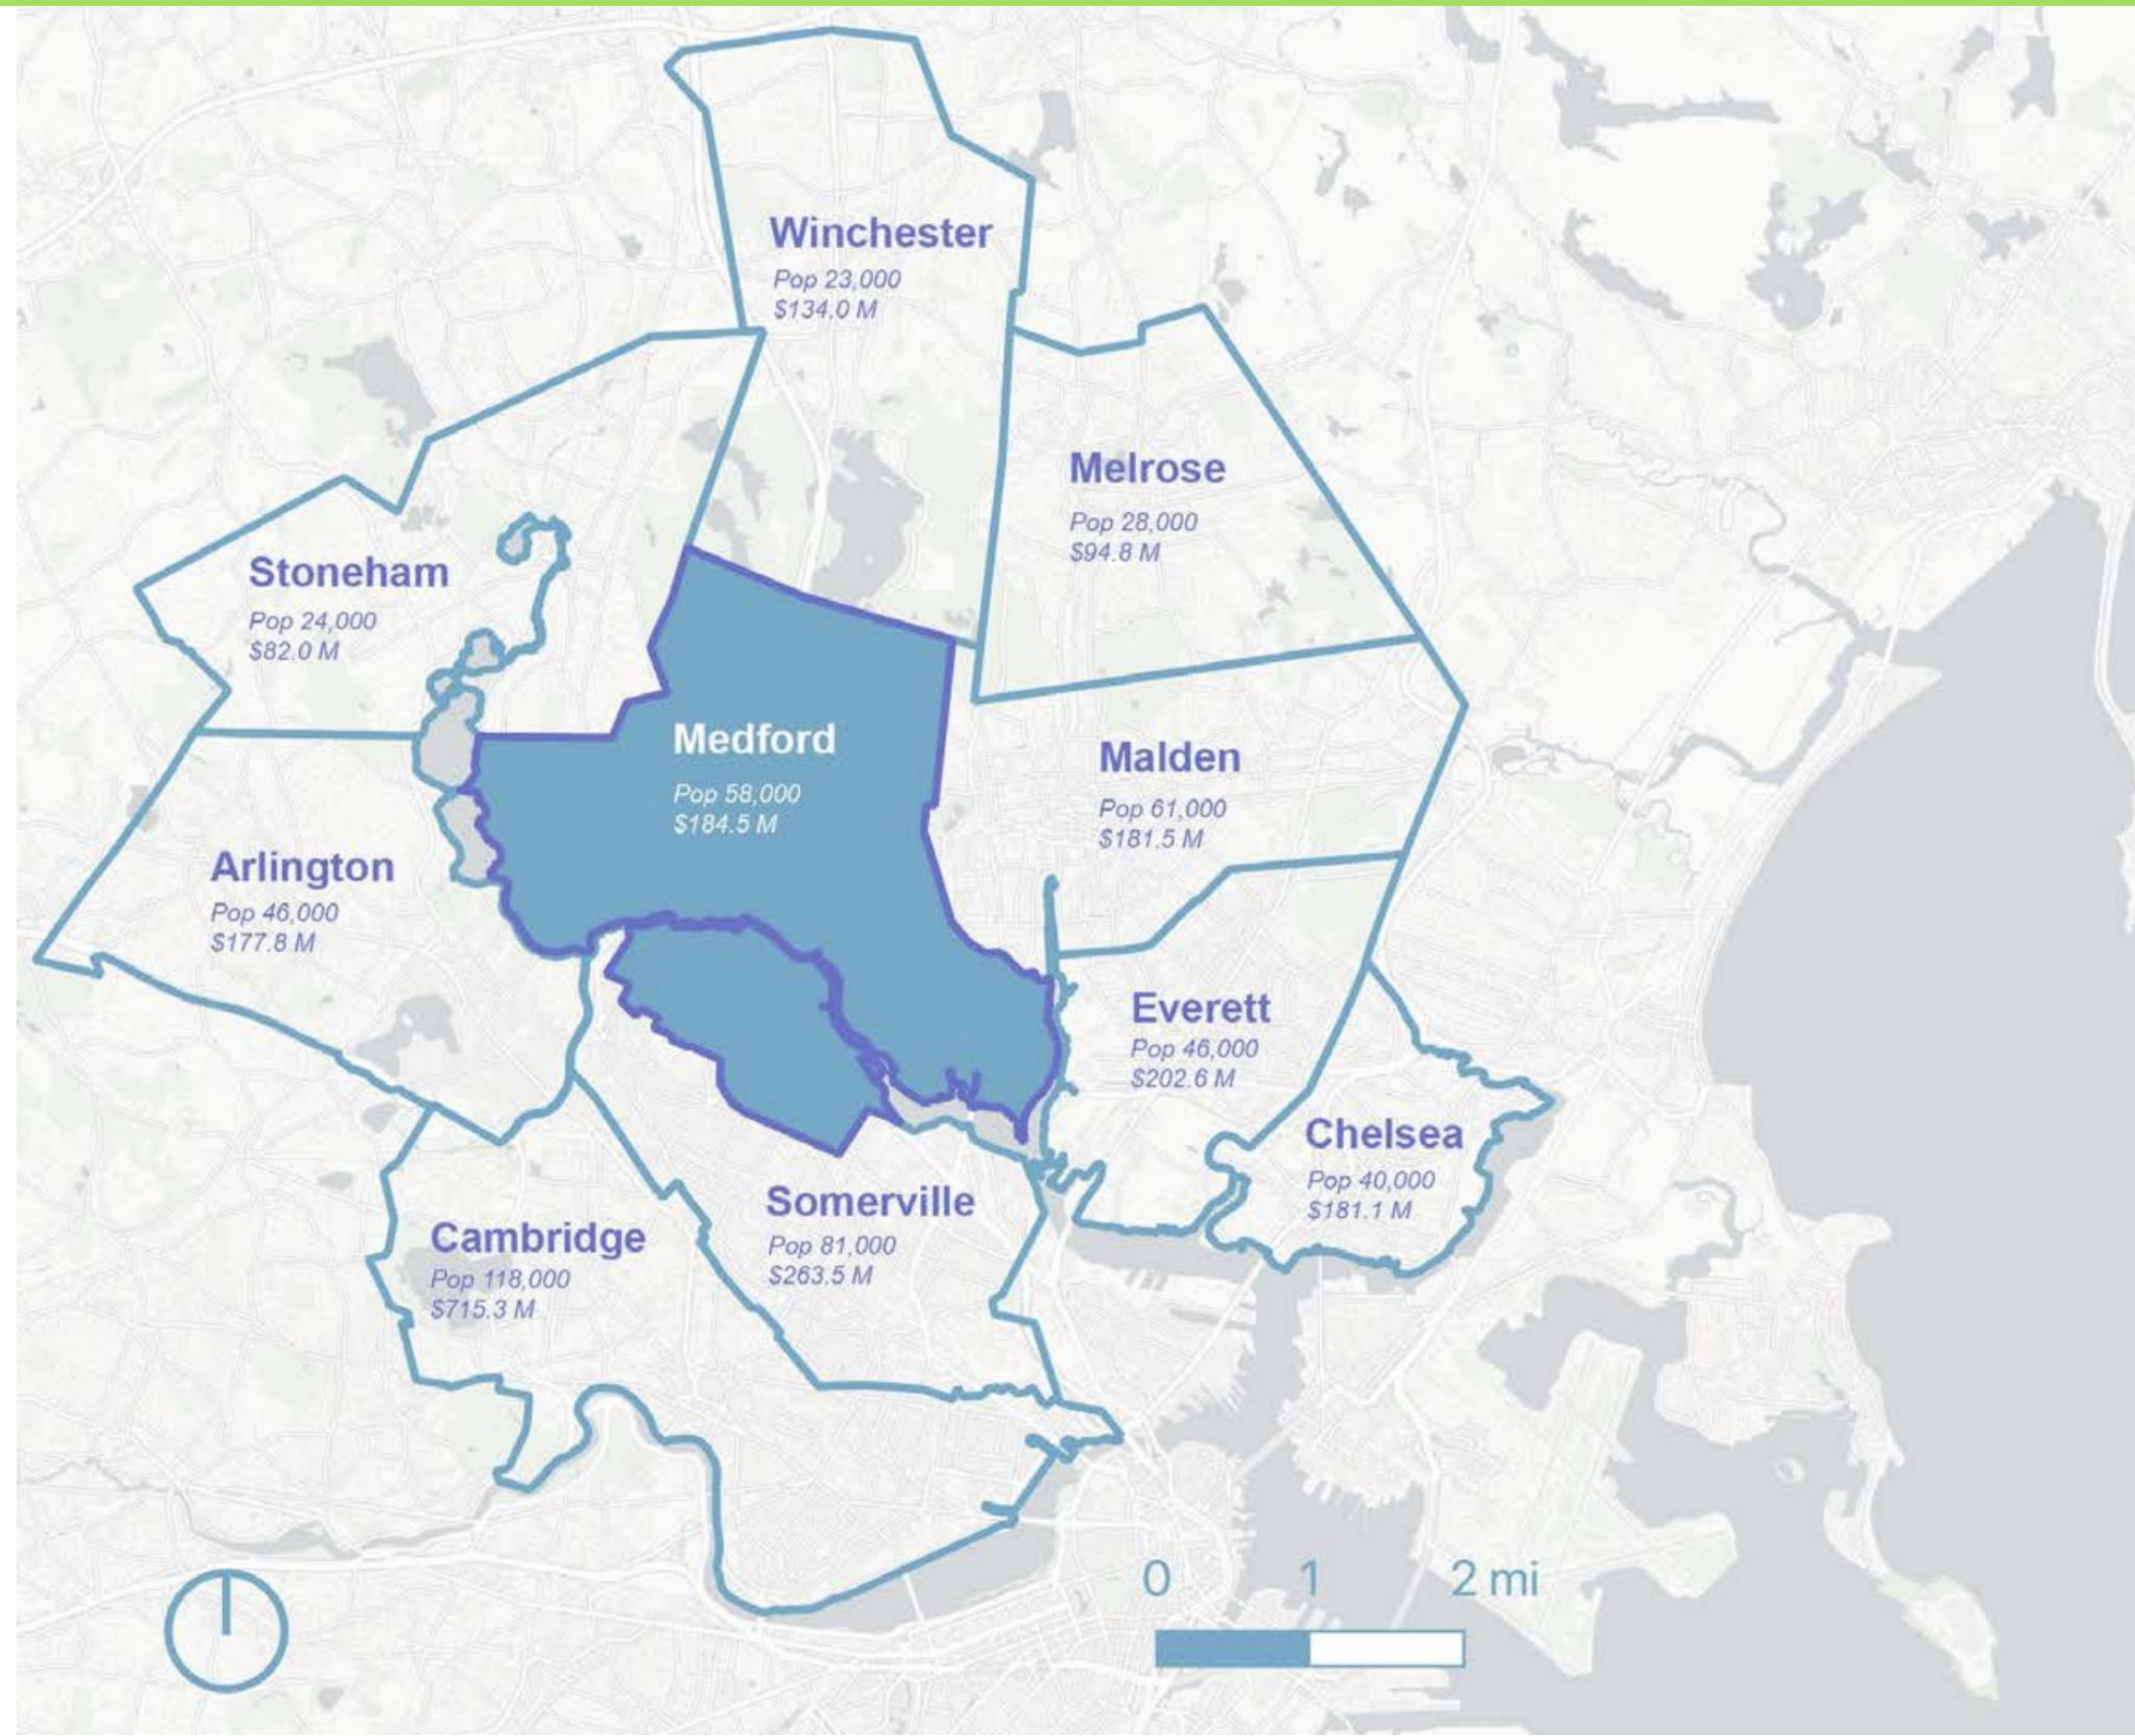 Winchester
Pop 23,000
$134.0 M
Melrose
Pop 28,000
$94.8 M
Stoneham
Pop 24,000
$82.0 M
Medford
Pop 58,000
$184.5 M
Malden
Pop 61,000
$181.5 M
Arlington
Pop 46,000
$177.8 M
Everett
Pop 46,000
$202.6 M
Chelsea
Pop 40,000
$181.1 M
Somerville
Pop 81,000
$263.5 M
Cambridge
Pop 118,000
$715.3 M
0 1 2 mi